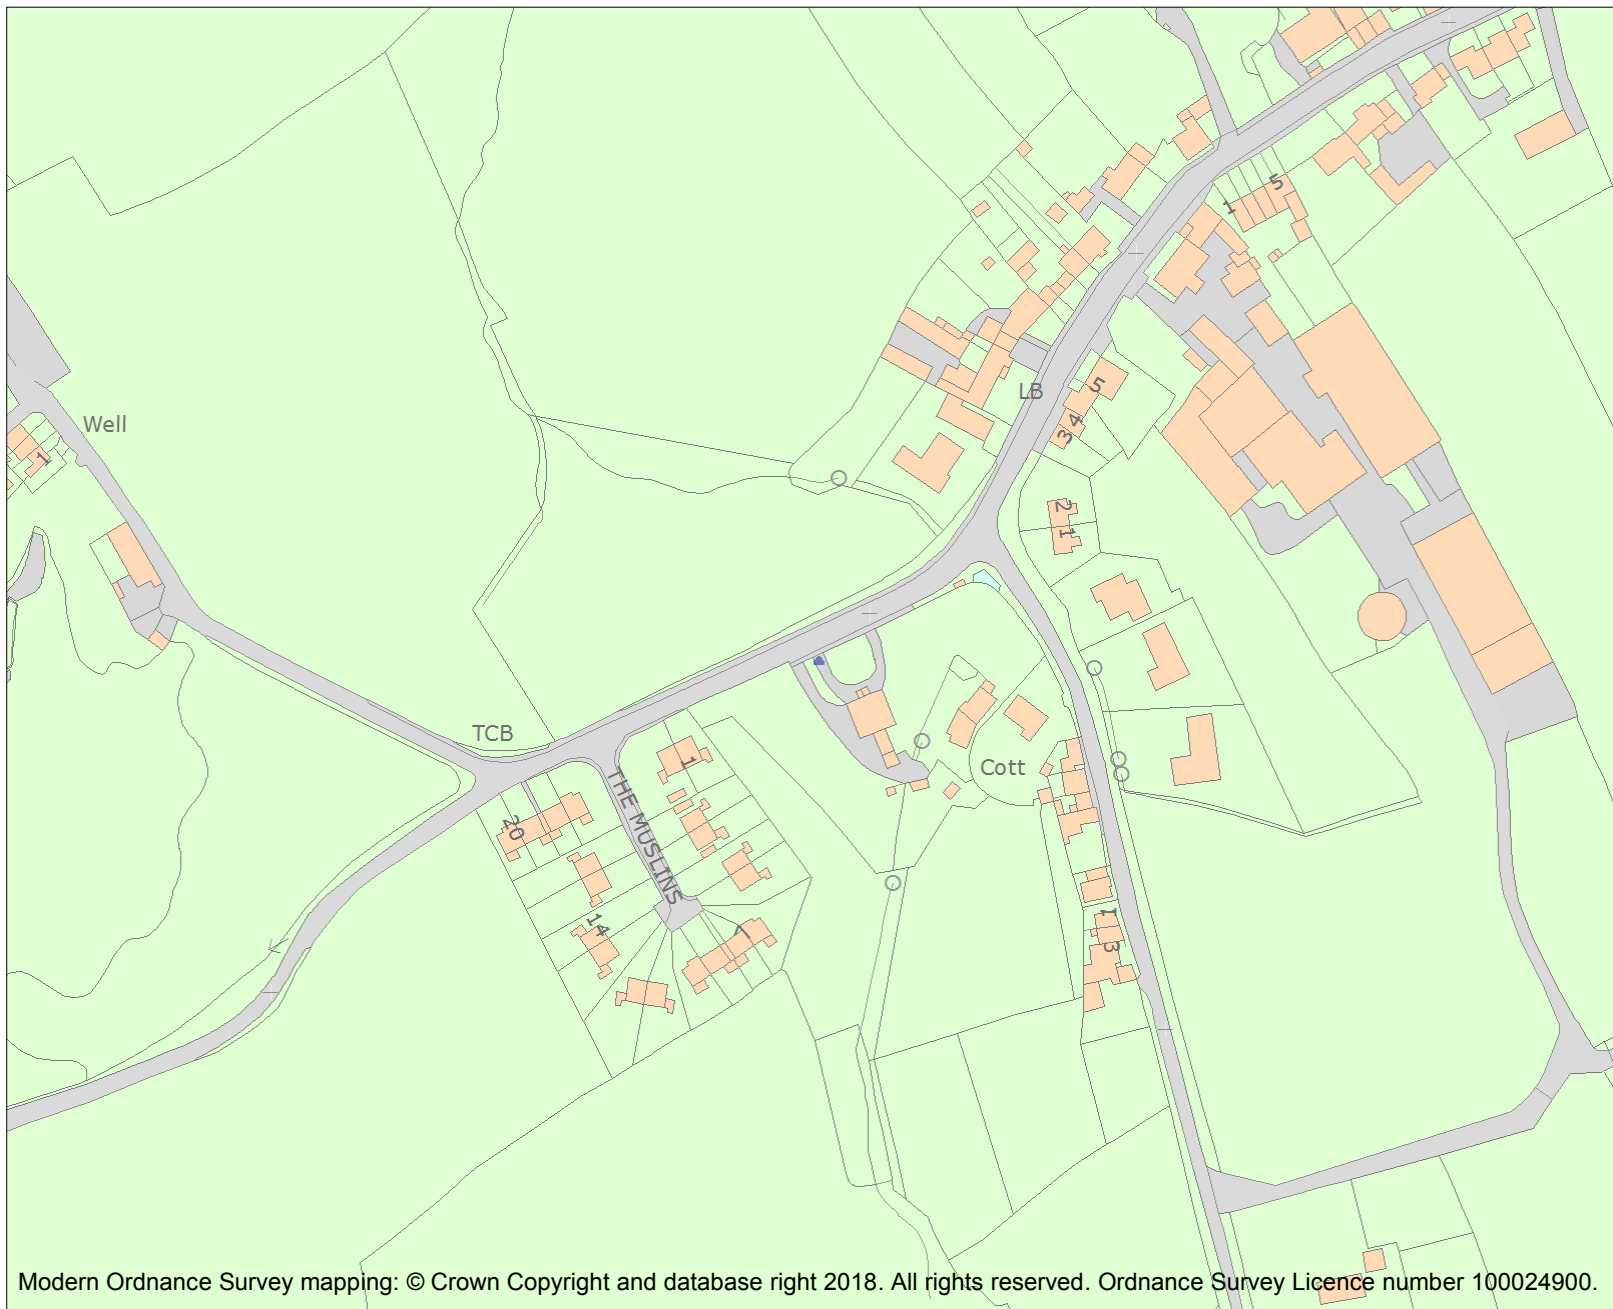 5
1
LB
5
4
3
Well
1
2
1
TCB
1
Cott
THE MUSLINS
20
14
7
1
3
Modern Ordnance Survey mapping: © Crown Copyright and database right 2018. All rights reserved. Ordnance Survey Licence number 100024900.